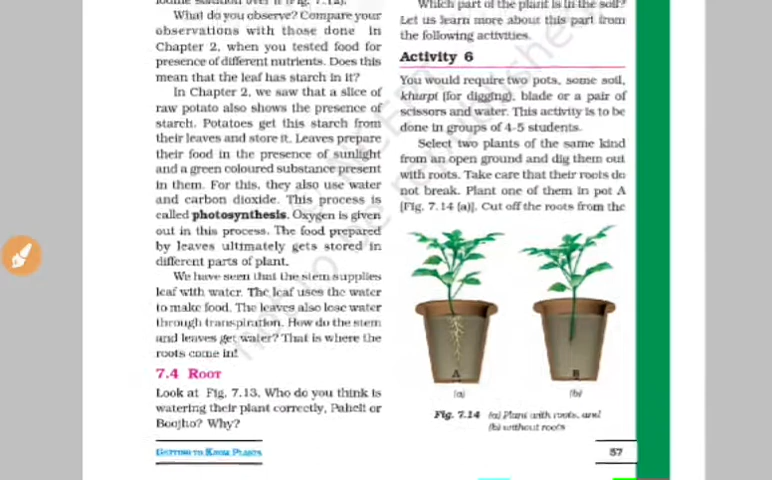 iodine solution over it (Fig. 7.12).
What do you observe? Compare your
observations with those done in
Chapter 2, when you tested food for
presence of different nutrients. Does this
mean that the leaf has starch in it?
In Chapter 2, we saw that a slice of
raw potato also shows the presence of
starch. Potatoes get this starch from
their leaves and store it. Leaves prepare
their food in the presence of sunlight
and a green coloured substance present
in them. For this, they also use water
and carbon dioxide. This process is
called photosynthesis. Oxygen is given
out in this process. The food prepared
by leaves ultimately gets stored in
different parts of plant.
We have seen that the stem supplies
leaf with water. The leaf uses the water
to make food. The leaves also lose water
through transpiration. How do the stem
and leaves get water? That is where the
roots come in!
7.4 ROOT
Look at Fig. 7.13. Who do you think is
watering their plant correctly, Paheli or
Boojho? Why?
Which part of the plant is in the soil?
Let us learn more about this part from
the following activities.
Activity 6
You would require two pots, some soil,
khurpi (for digging), blade or a pair of
scissors and water. This activity is to be
done in groups of 4-5 students.
Select two plants of the same kind
from an open ground and dig them out
with roots. Take care that their roots do
not break. Plant one of them in pot A
[Fig. 7.14 (a)]. Cut off the roots from the
A
B
(a)
(b)
Fig. 7.14 (a) Plant with roots, and
(b) without roots
GETTING TO KNOW PLANTS
57